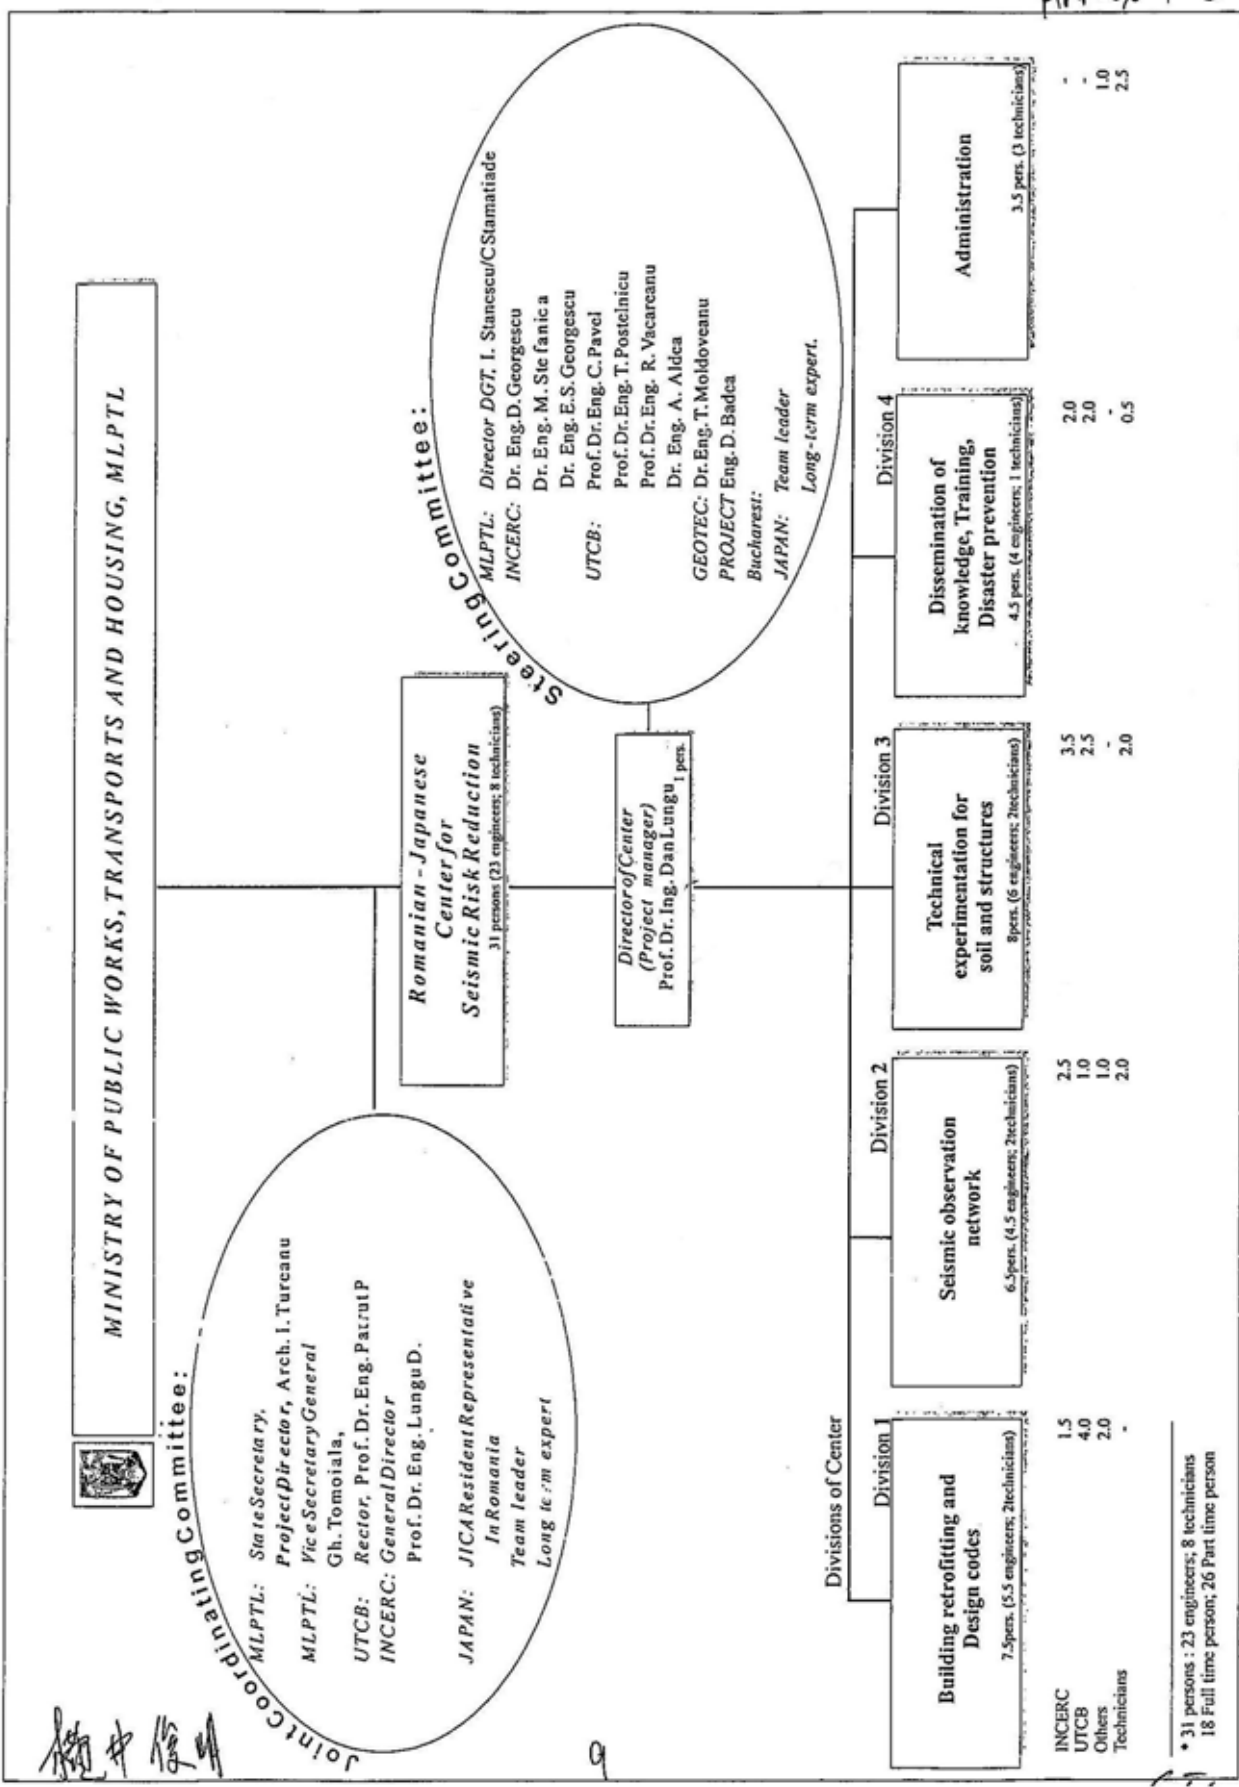 MINISTRY OF PUBLIC WORKS, TRANSPORTS AND HOUSING, MLPTL
Joint Coordinating Committee:
MLPTL: State Secretary,
Project Director, Arch. I. Turcanu
MLPTL: Vice Secretary General
Gh. Tomoiala,
UTCB: Rector, Prof. Dr. Eng. Patrut P
INCERC: General Director
Prof. Dr. Eng. Lungu D.
JAPAN: JICA Resident Representative
In Romania
Team leader
Long term expert
Romanian - Japanese
Center for
Seismic Risk Reduction
31 persons (23 engineers; 8 technicians)
Steering Committee:
MLPTL: Director DGT, I. Stanescu/C Stamatiade
INCERC: Dr. Eng. D. Georgescu
Dr. Eng. M. Stefanica
Dr. Eng. E.S. Georgescu
UTCB: Prof. Dr. Eng. C. Pavel
Prof. Dr. Eng. T. Postelnicu
Prof. Dr. Eng. R. Vacareanu
Dr. Eng. A. Aldea
GEOTEC: Dr. Eng. T. Moldoveanu
PROJECT Eng. D. Badea
Bucharest:
JAPAN: Team leader
Long-term expert.
Director of Center
(Project manager)
Prof. Dr. Ing. Dan Lungu
1 pers.
Divisions of Center
Division 1
Building retrofitting and
Design codes
7.5pers. (5.5 engineers; 2technicians)
Division 2
Seismic observation
network
6.5pers. (4.5 engineers; 2technicians)
Division 3
Technical
experimentation for
soil and structures
8pers. (6 engineers; 2technicians)
Division 4
Dissemination of
knowledge, Training,
Disaster prevention
4.5 pers. (4 engineers; 1 technicians)
Administration
3.5 pers. (3 technicians)
INCERC 1.5 2.5 3.5 2.0 -
UTCB 4.0 1.0 2.5 2.0 -
Others 2.0 1.0 - - 1.0
Technicians - 2.0 2.0 0.5 2.5
* 31 persons : 23 engineers; 8 technicians
18 Full time person; 26 Part time person
9